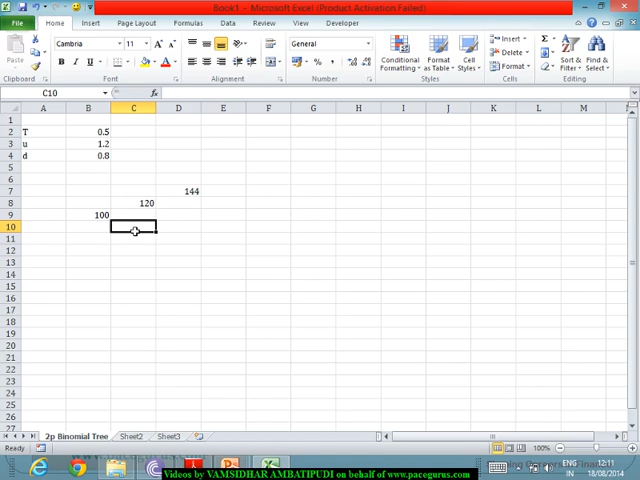 Book1 - Microsoft Excel (Product Activation Failed)
File Home Insert Page Layout Formulas Data Review View Developer
Paste Cambria 11 A A General Conditional Formatting Format as Table Cell Styles Insert Delete Format Sort & Filter Find & Select
B I U A $ % ,
Clipboard Font Alignment Number Styles Cells Editing
C10 fx
A B C D E F G H I J K L M
1
2 T 0.5
3 u 1.2
4 d 0.8
5
6
7 144
8 120
9 100
10
11
12
13
14
15
16
17
18
19
20
21
22
23
24
25
26
27
2p Binomial Tree Sheet2 Sheet3
Ready 100%
ENG 12:11
IN 18/08/2014
Videos by VAMSIDHAR AMBATIPUDI on behalf of www.pacegurus.com